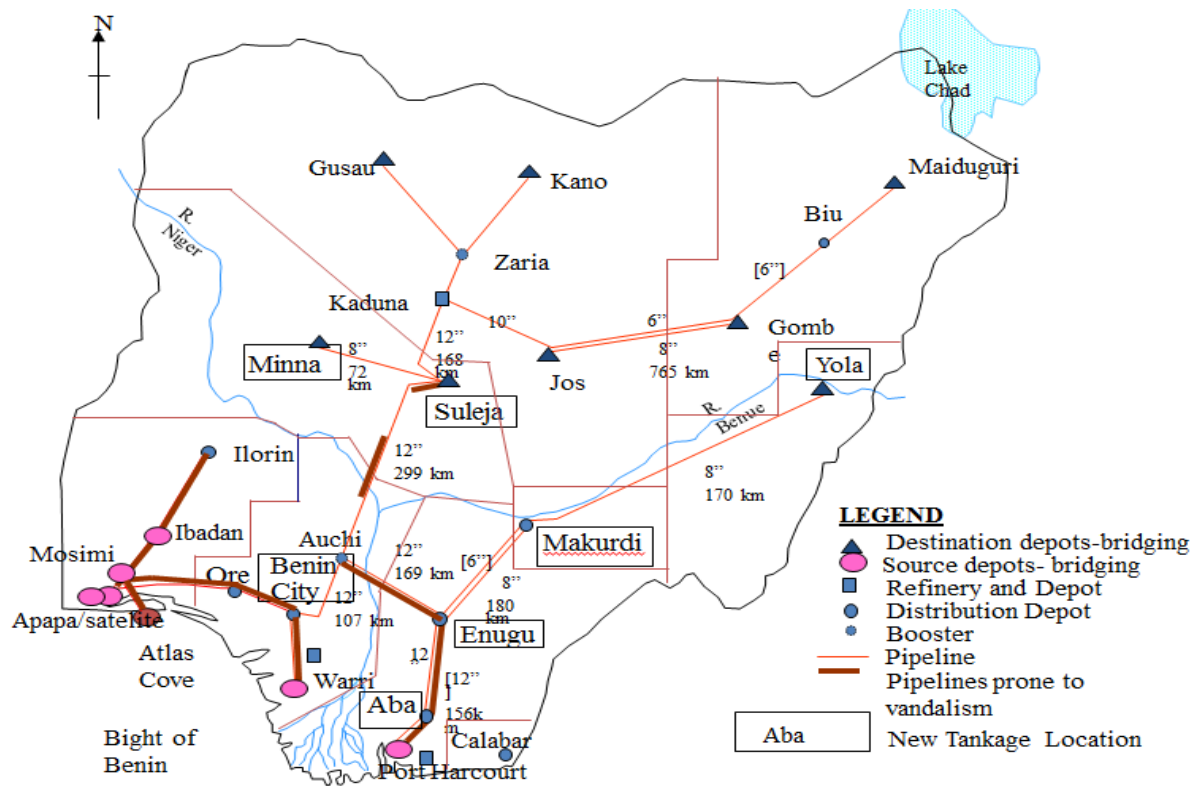 N
Lake
Chad
Gusau
Kano
Maiduguri
R.
Niger
Biu
Zaria
[6”]
Kaduna
10”
6”
12”
168
km
Gomb
e
Minna
8”
72
km
Jos
8”
765 km
Yola
Suleja
R.
Benue
12”
299 km
8”
170 km
Ilorin
LEGEND
Destination depots-bridging
Source depots- bridging
Refinery and Depot
Distribution Depot
Booster
Pipeline
Pipelines prone to
vandalism
Aba
New Tankage Location
Ibadan
Auchi
Makurdi
Mosimi
Ore
Benin
City
12”
169 km
[6”]
8”
180
km
Apapa/satelite
12”
107 km
Enugu
Atlas
Cove
Warri
12
”
[12”
]
156k
m
Aba
Calabar
Bight of
Benin
Port Harcourt